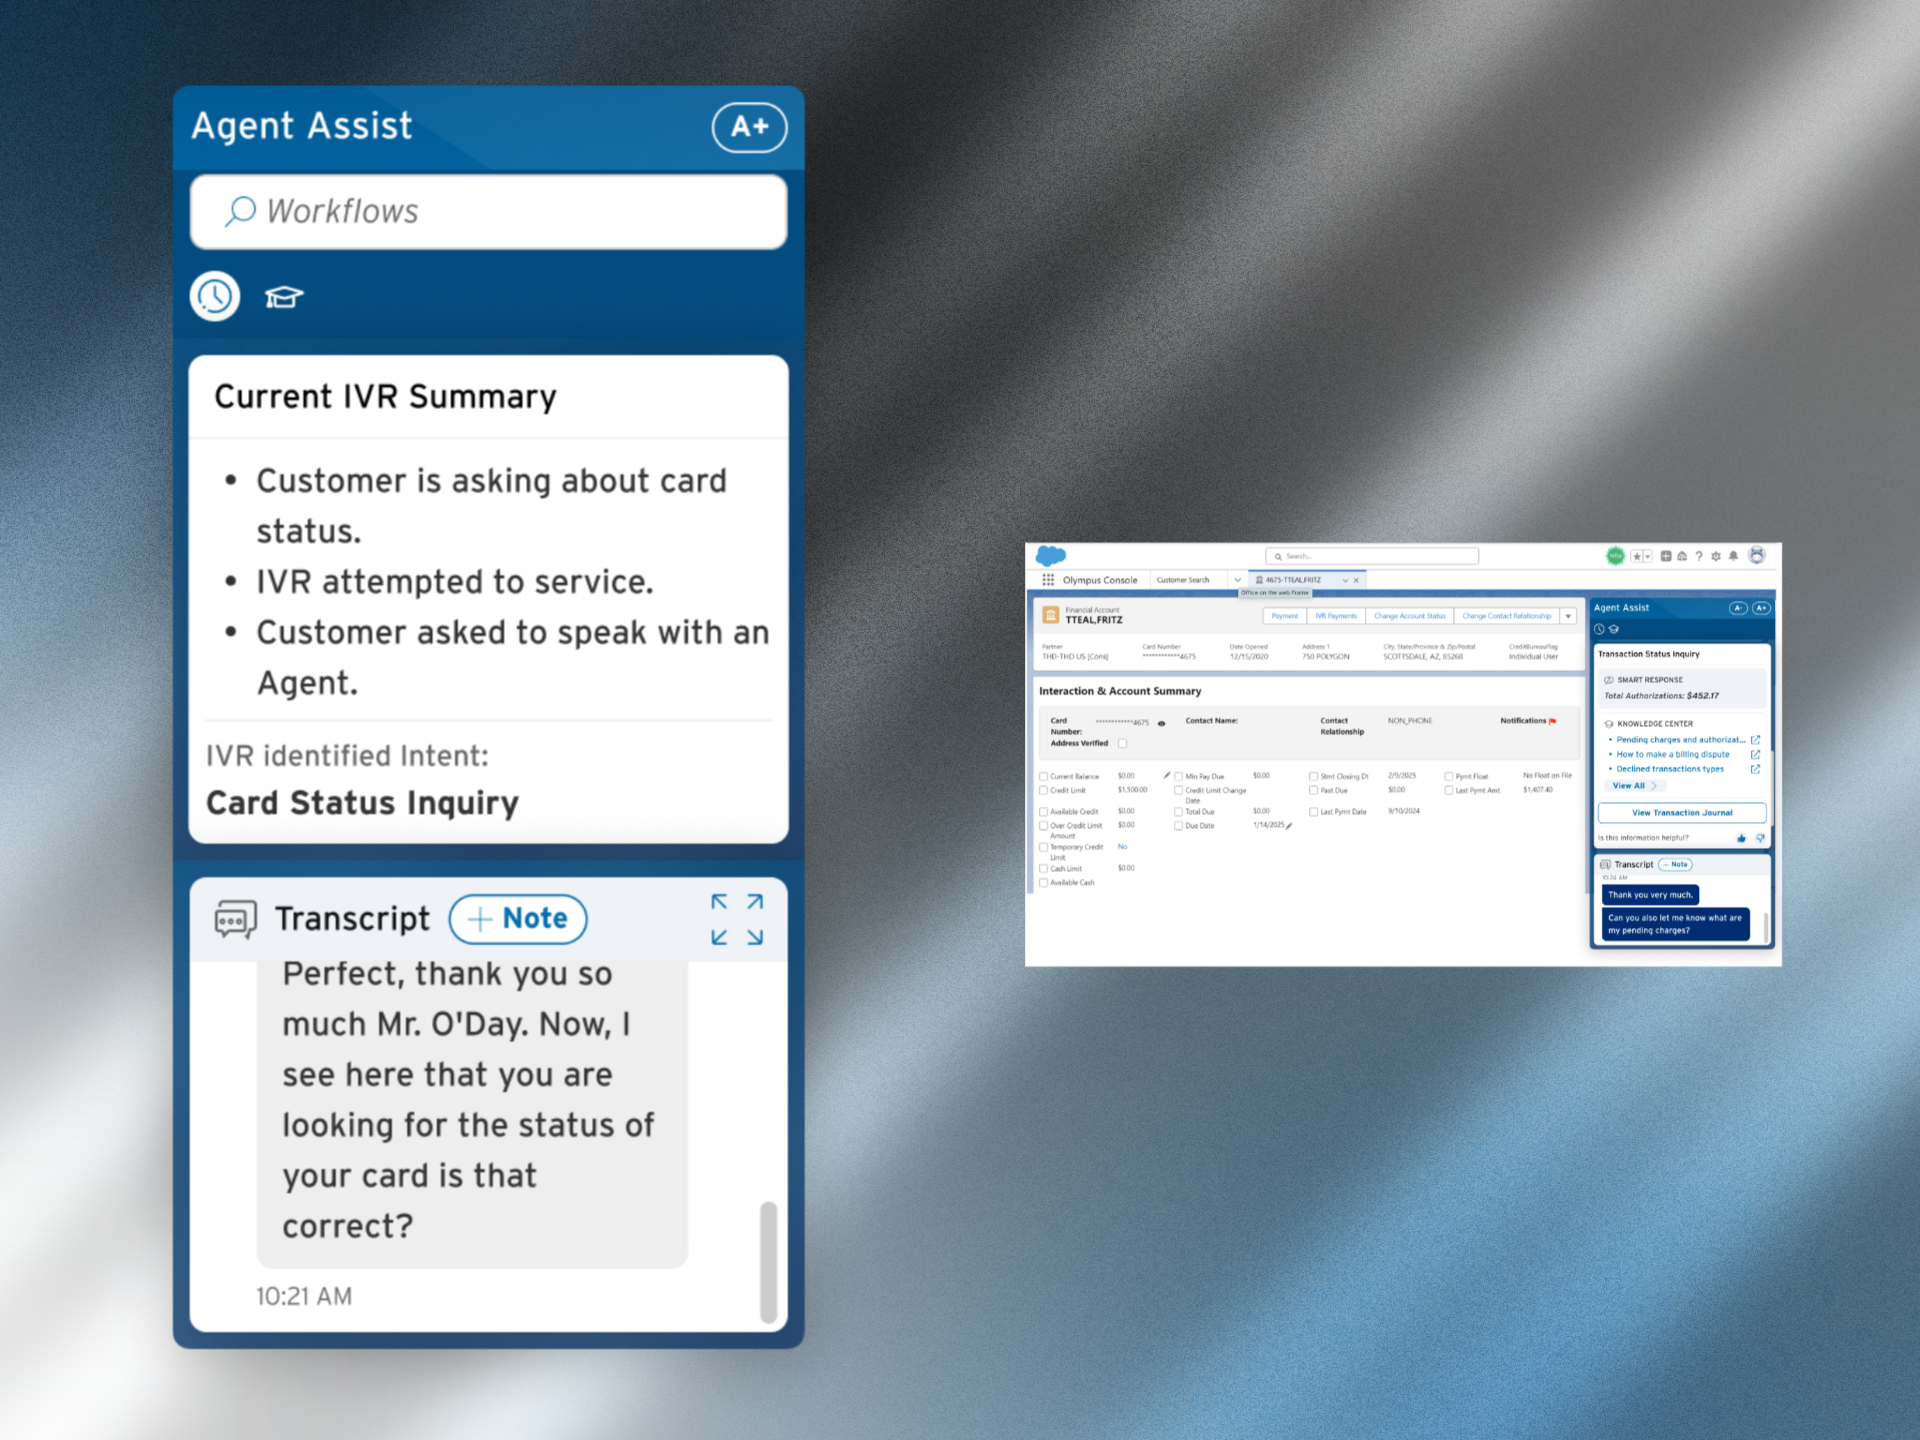 Agent Assist
A+
Workflows
Current IVR Summary
• Customer is asking about card
status.
• IVR attempted to service.
• Customer asked to speak with an
Agent.
IVR identified Intent:
Card Status Inquiry
Transcript
+ Note
Perfect, thank you so
much Mr. O'Day. Now, I
see here that you are
looking for the status of
your card is that
correct?
10:21 AM
Search...
Olympus Console
Customer Search
4675-TTEAL,FRITZ
Office on the web Frame
Financial Account
TTEAL,FRITZ
Payment
IVR Payments
Change Account Status
Change Contact Relationship
Partner
THD-THD US [Cons]
Card Number
************4675
Date Opened
12/15/2020
Address 1
750 POLYGON
City, State/Province & Zip/Postal
SCOTTSDALE, AZ, 85268
CreditBureauFlag
Individual User
Interaction & Account Summary
Card
Number:
************4675
Contact Name:
Contact
Relationship
NON_PHONE
Notifications
Address Verified
Current Balance $0.00
Min Pay Due $0.00
Stmt Closing Dt 2/9/2025
Pymt Float No Float on File
Credit Limit $1,500.00
Credit Limit Change
Date
Past Due $0.00
Last Pymt Amt $1,407.40
Available Credit $0.00
Total Due $0.00
Last Pymt Date 9/10/2024
Over Credit Limit
Amount
$0.00
Due Date 1/14/2025
Temporary Credit
Limit
No
Cash Limit $0.00
Available Cash
Agent Assist
A-
A+
Transaction Status Inquiry
SMART RESPONSE
Total Authorizations: $452.17
KNOWLEDGE CENTER
• Pending charges and authorizat...
• How to make a billing dispute
• Declined transactions types
View All
View Transaction Journal
Is this information helpful?
Transcript
+ Note
10:24 AM
Thank you very much.
Can you also let me know what are
my pending charges?